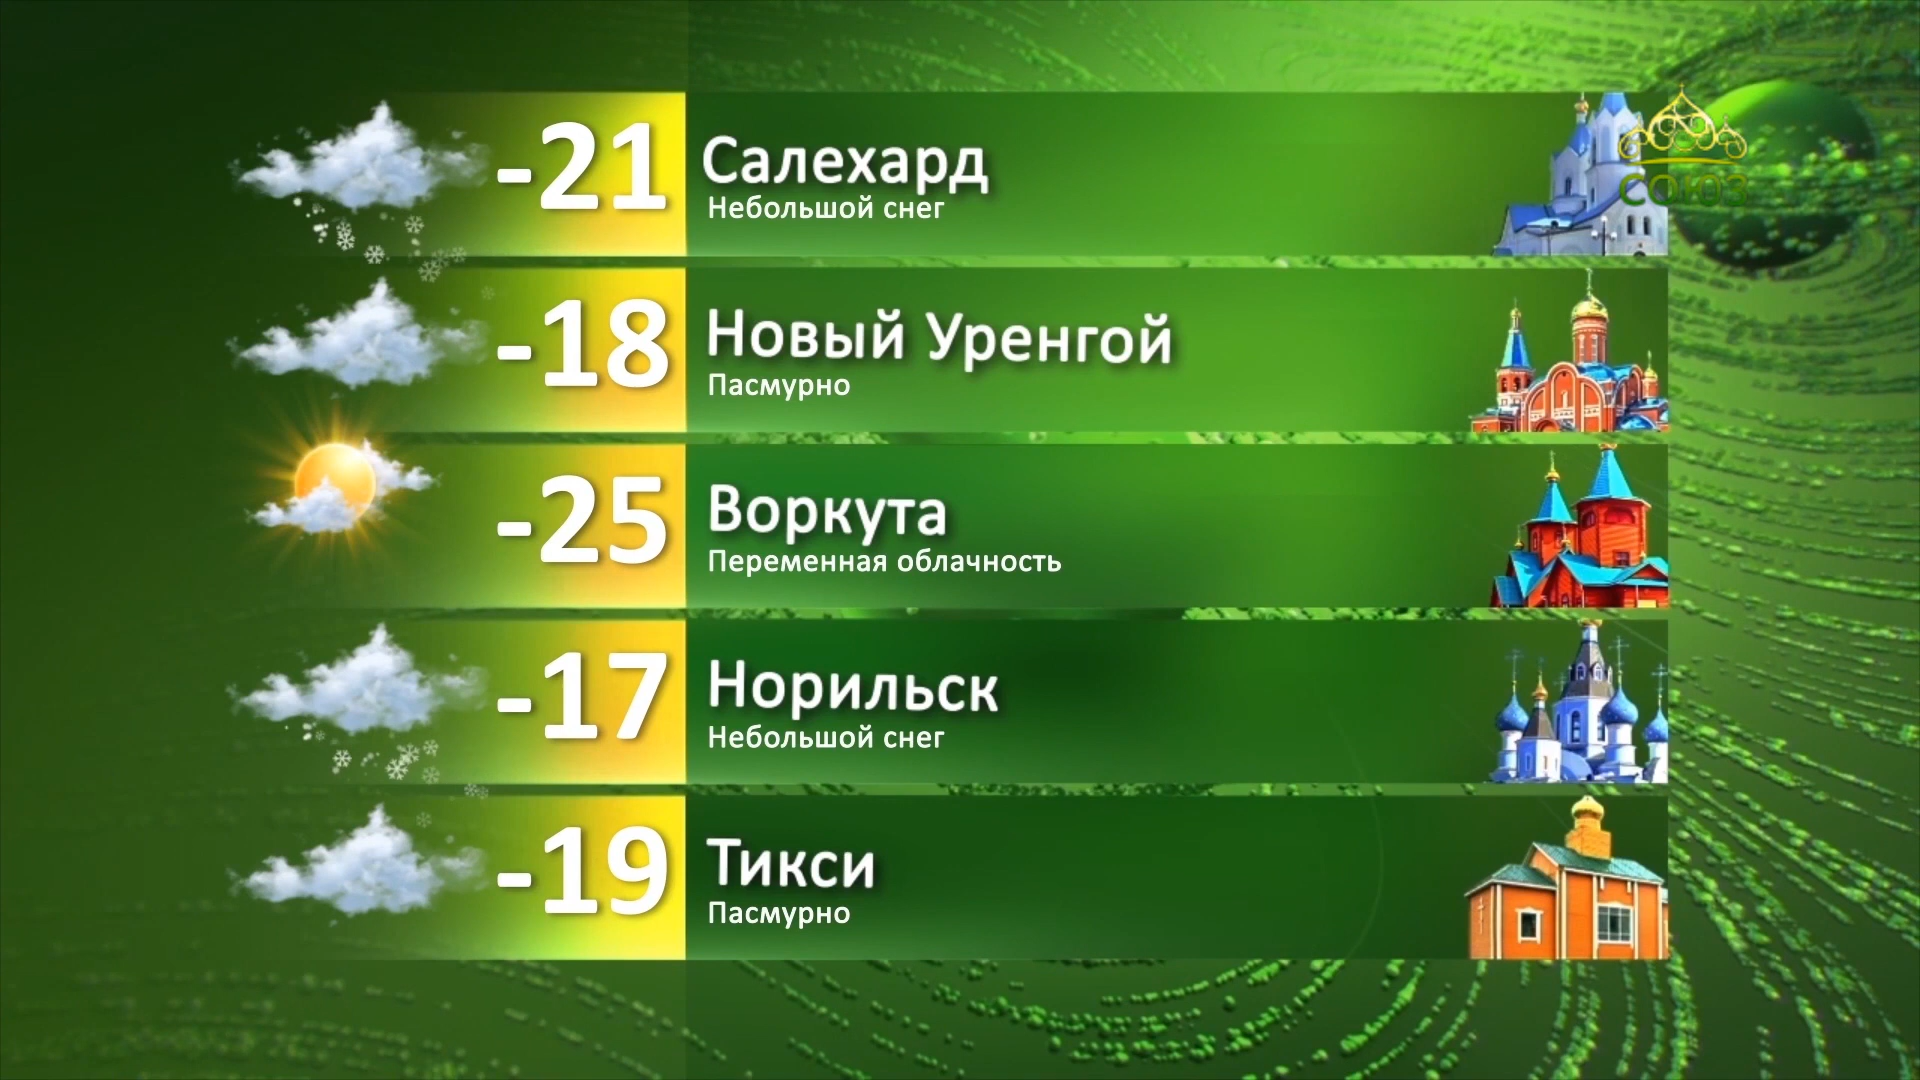 -21
Салехард
Небольшой снег
СОЮЗ
-18
Новый Уренгой
Пасмурно
-25
Воркута
Переменная облачность
-17
Норильск
Небольшой снег
-19
Тикси
Пасмурно